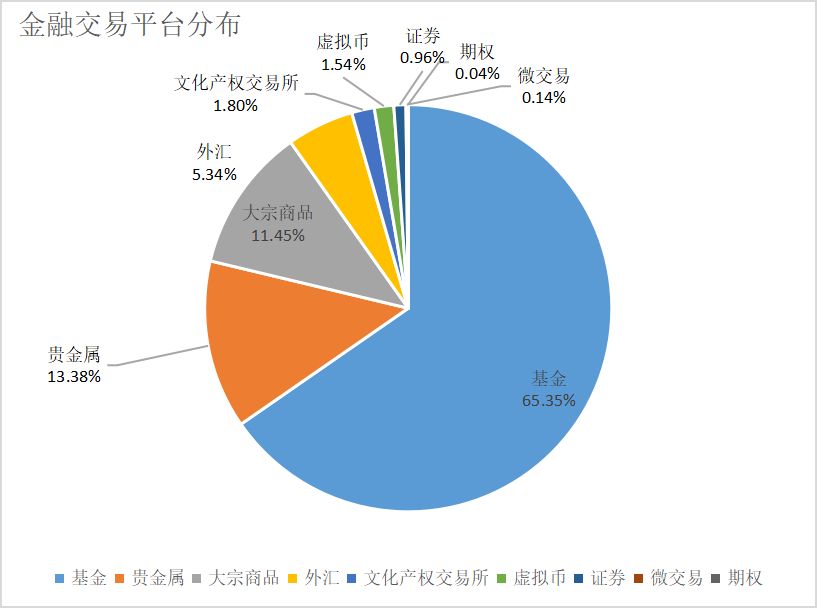 金融交易平台分布
虚拟币
1.54%
证券
0.96%
期权
0.04%
微交易
0.14%
文化产权交易所
1.80%
外汇
5.34%
大宗商品
11.45%
贵金属
13.38%
基金
65.35%
基金 贵金属 大宗商品 外汇 文化产权交易所 虚拟币 证券 微交易 期权